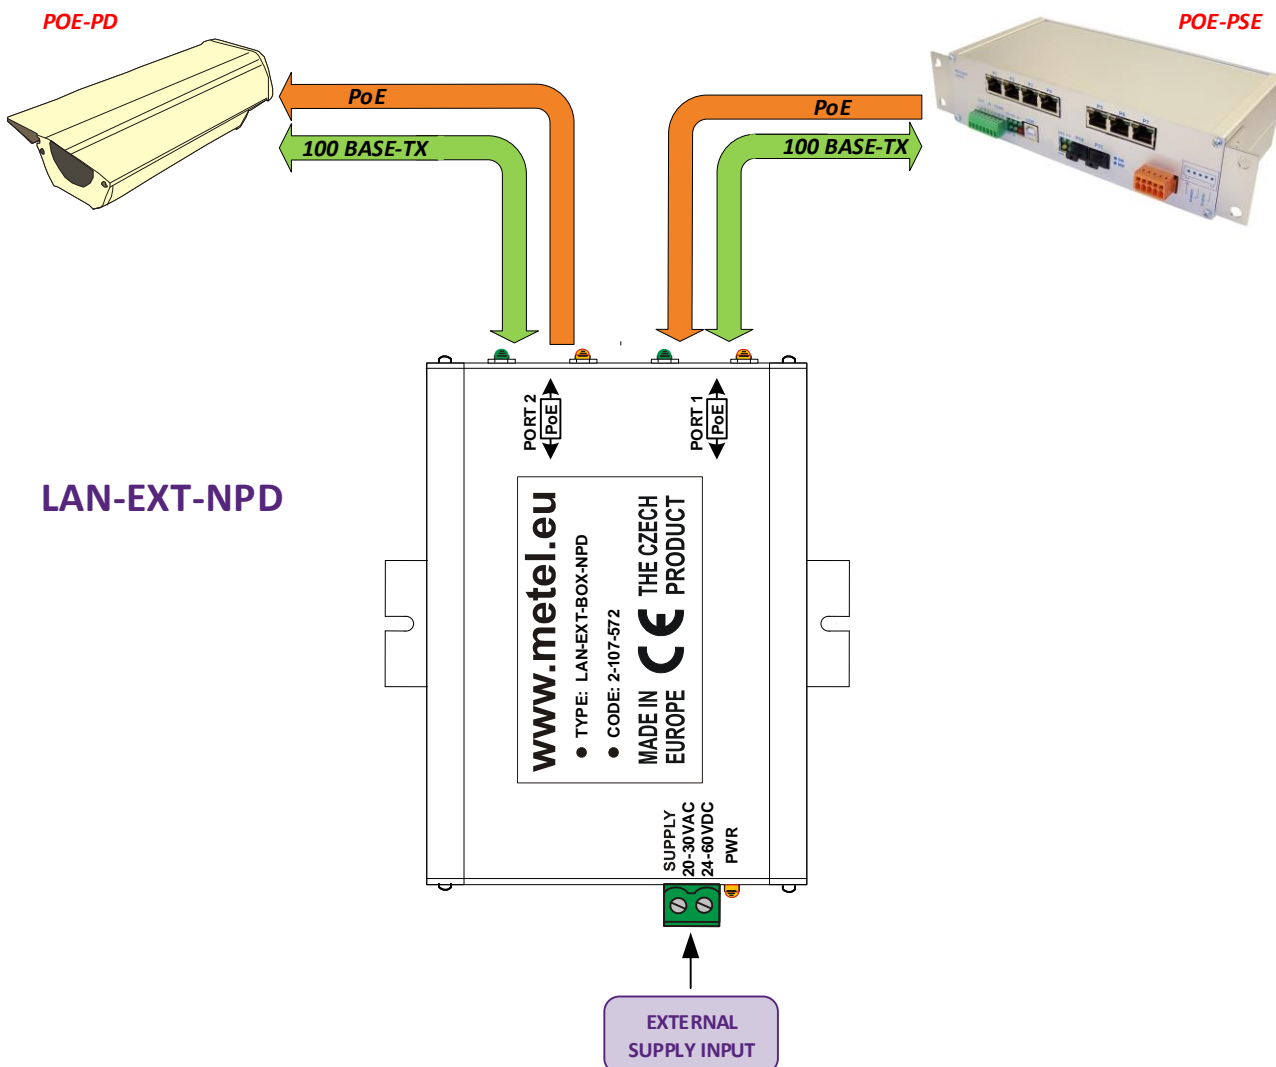 POE-PD
POE-PSE
PoE
PoE
100 BASE-TX
100 BASE-TX
PORT 2
PoE
PORT 1
PoE
LAN-EXT-NPD
www.metel.eu
● TYPE: LAN-EXT-BOX-NPD
● CODE: 2-107-572
MADE IN
EUROPE
CE
THE CZECH
PRODUCT
SUPPLY
20-30VAC
24-60VDC
PWR
EXTERNAL
SUPPLY INPUT